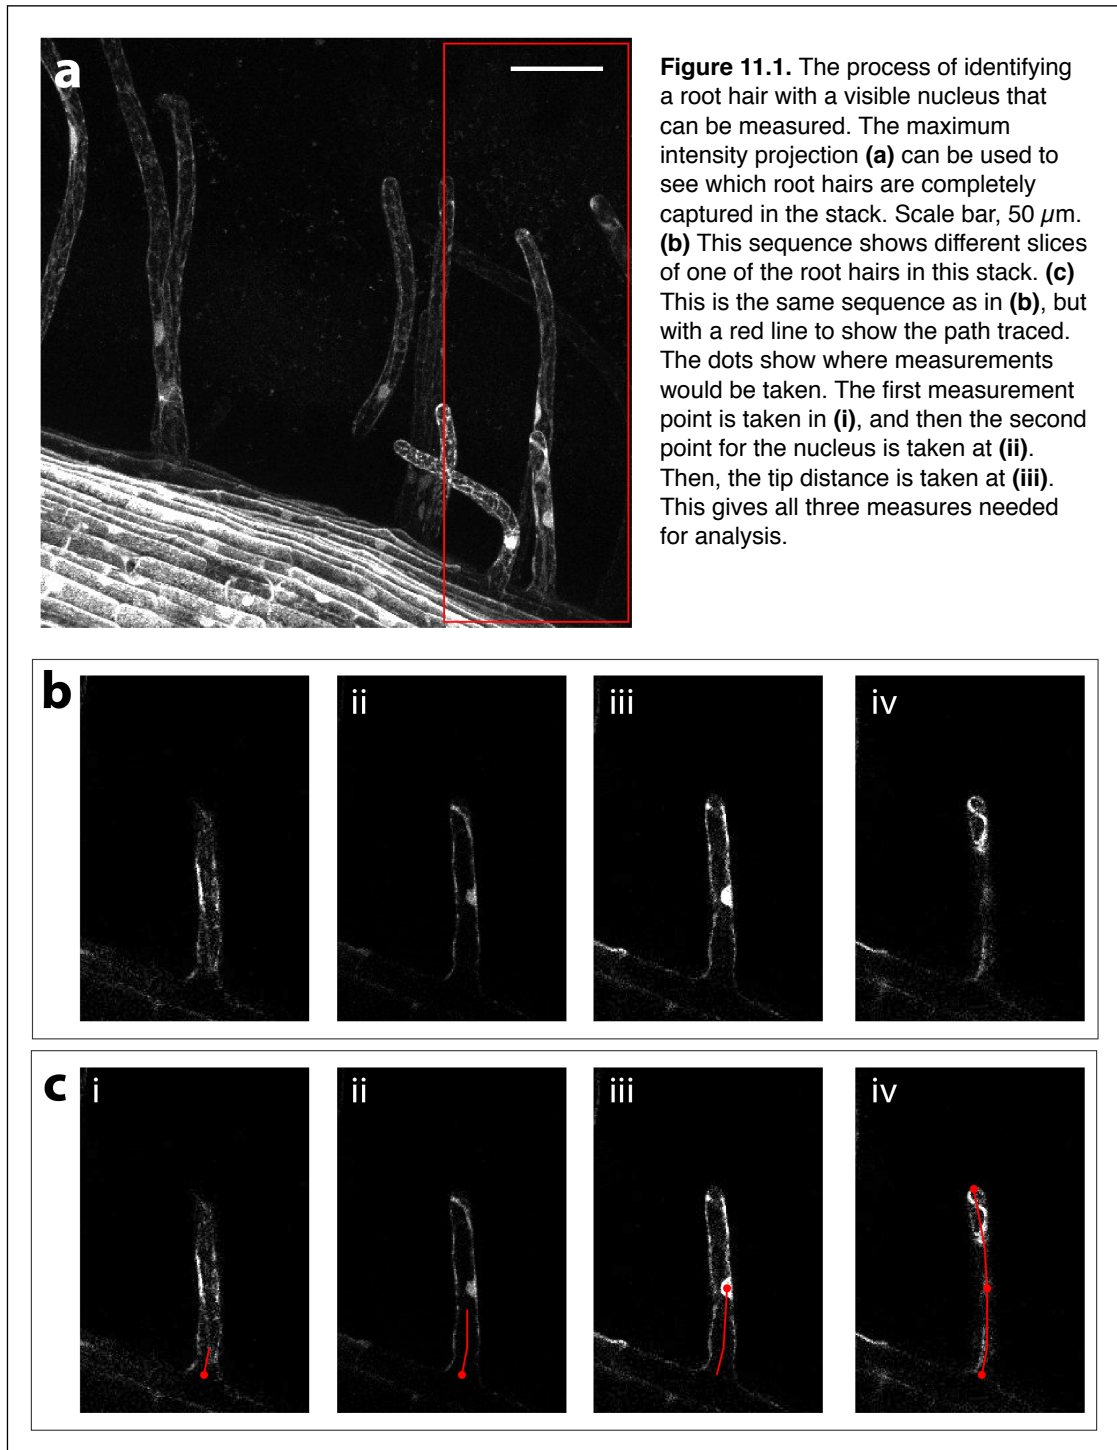 a
Figure 11.1. The process of identifying
a root hair with a visible nucleus that
can be measured. The maximum
intensity projection (a) can be used to
see which root hairs are completely
captured in the stack. Scale bar, 50 µm.
(b) This sequence shows different slices
of one of the root hairs in this stack. (c)
This is the same sequence as in (b), but
with a red line to show the path traced.
The dots show where measurements
would be taken. The first measurement
point is taken in (i), and then the second
point for the nucleus is taken at (ii).
Then, the tip distance is taken at (iii).
This gives all three measures needed
for analysis.
b
ii
iii
iv
c
i
ii
iii
iv